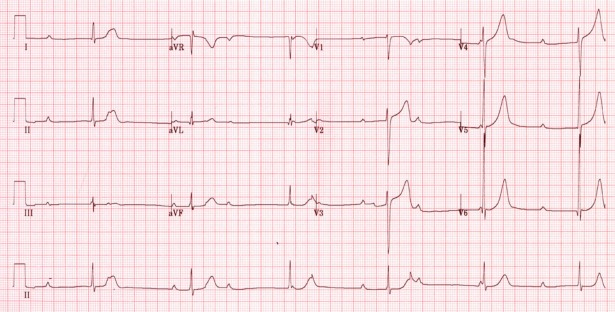 I aVR V1 V4
II aVL V2 V5
III aVF V3 V6
II